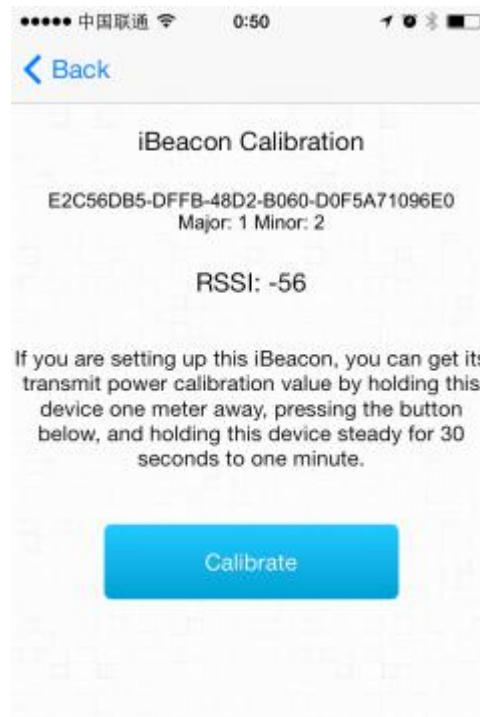 中国联通 0:50
Back
iBeacon Calibration
E2C56DB5-DFFB-48D2-B060-D0F5A71096E0
Major: 1 Minor: 2
RSSI: -56
If you are setting up this iBeacon, you can get its
transmit power calibration value by holding this
device one meter away, pressing the button
below, and holding this device steady for 30
seconds to one minute.
Calibrate